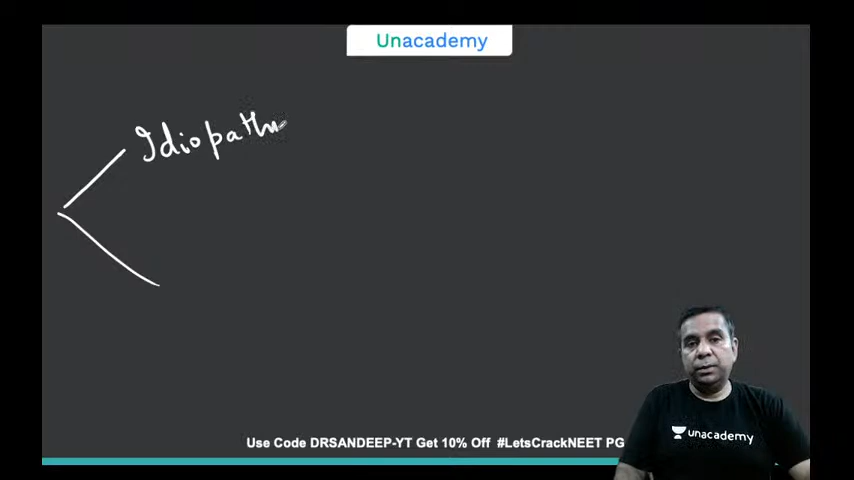 Unacademy
Idiopathi
Use Code DRSANDEEP-YT Get 10% Off #LetsCrackNEET PG
unacademy